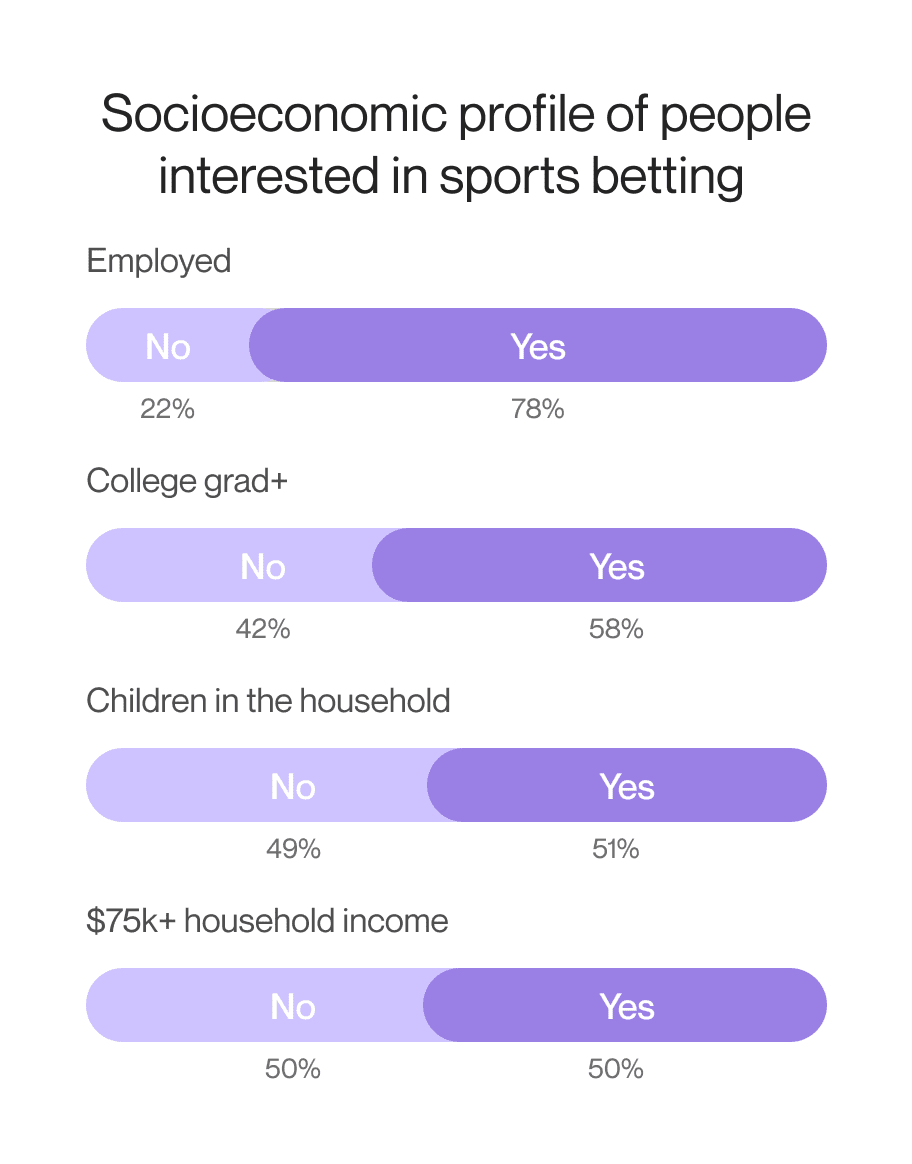 Socioeconomic profile of people
interested in sports betting
Employed
No Yes
22% 78%
College grad+
No Yes
42% 58%
Children in the household
No Yes
49% 51%
$75k+ household income
No Yes
50% 50%